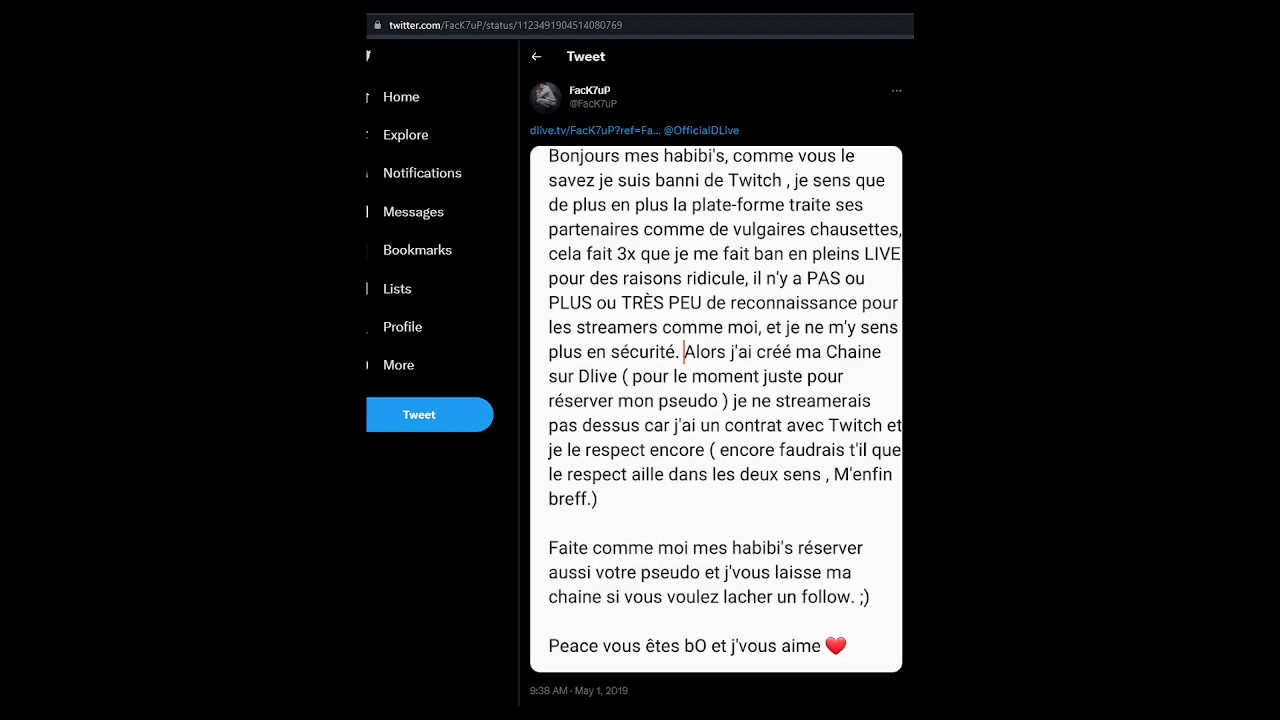 twitter.com/FacK7uP/status/1123491904514080769
Tweet
Home
Explore
Notifications
Messages
Bookmarks
Lists
Profile
More
Tweet
FacK7uP
@FacK7uP
dlive.tv/FacK7uP?ref=Fa... @OfficialDLive
Bonjours mes habibi's, comme vous le
savez je suis banni de Twitch , je sens que
de plus en plus la plate-forme traite ses
partenaires comme de vulgaires chausettes,
cela fait 3x que je me fait ban en pleins LIVE
pour des raisons ridicule, il n'y a PAS ou
PLUS ou TRÈS PEU de reconnaissance pour
les streamers comme moi, et je ne m'y sens
plus en sécurité. Alors j'ai créé ma Chaine
sur Dlive ( pour le moment juste pour
réserver mon pseudo ) je ne streamerais
pas dessus car j'ai un contrat avec Twitch et
je le respect encore ( encore faudrais t'il que
le respect aille dans les deux sens , M'enfin
breff.)
Faite comme moi mes habibi's réserver
aussi votre pseudo et j'vous laisse ma
chaine si vous voulez lacher un follow. ;)
Peace vous êtes bO et j'vous aime ❤️
9:38 AM · May 1, 2019